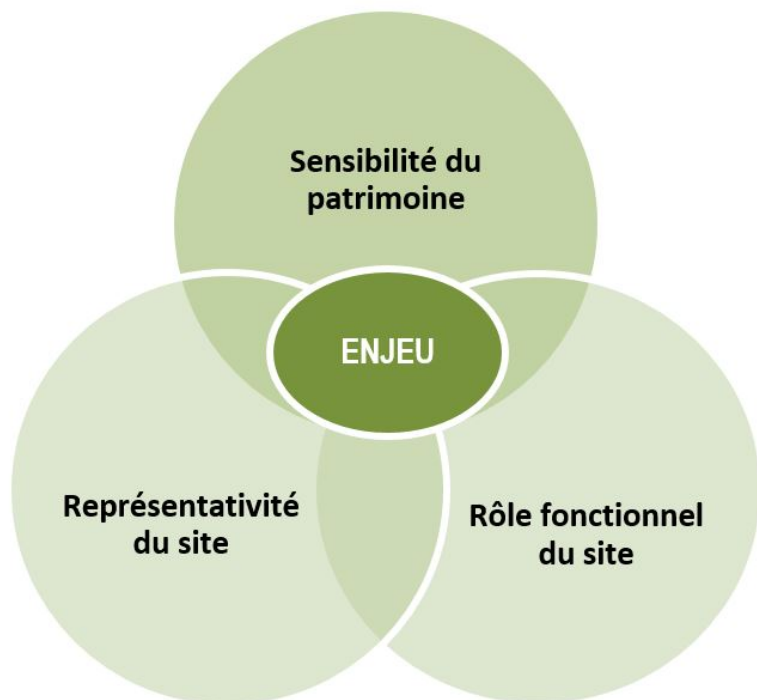 Sensibilité du
patrimoine
ENJEU
Représentativité
du site
Rôle fonctionnel
du site